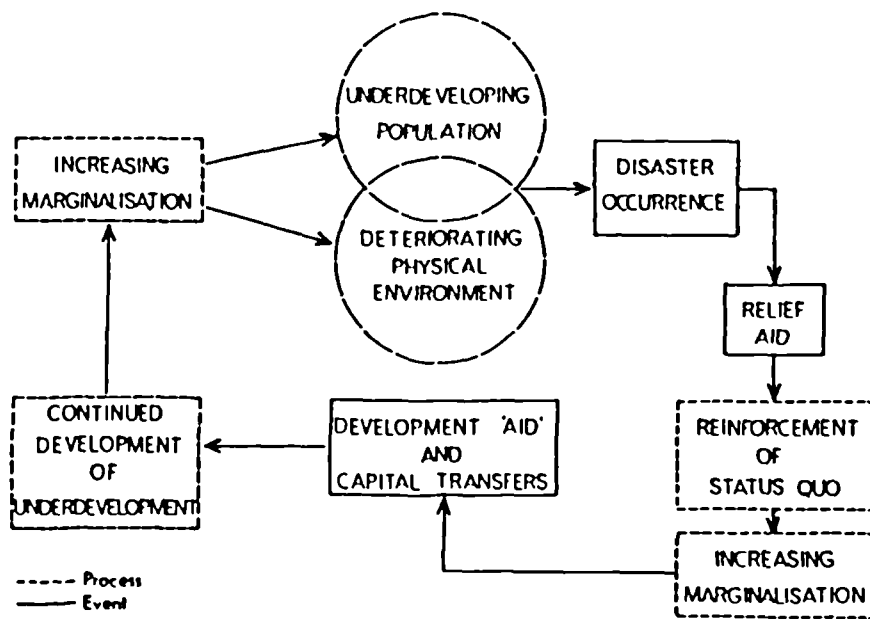 UNDERDEVELOPING
POPULATION
INCREASING
MARGINALISATION
DISASTER
OCCURRENCE
DETERIORATING
PHYSICAL
ENVIRONMENT
RELIEF
AID
CONTINUED
DEVELOPMENT
OF
UNDERDEVELOPMENT
DEVELOPMENT 'AID'
AND
CAPITAL TRANSFERS
REINFORCEMENT
OF
STATUS QUO
INCREASING
MARGINALISATION
Process
Event